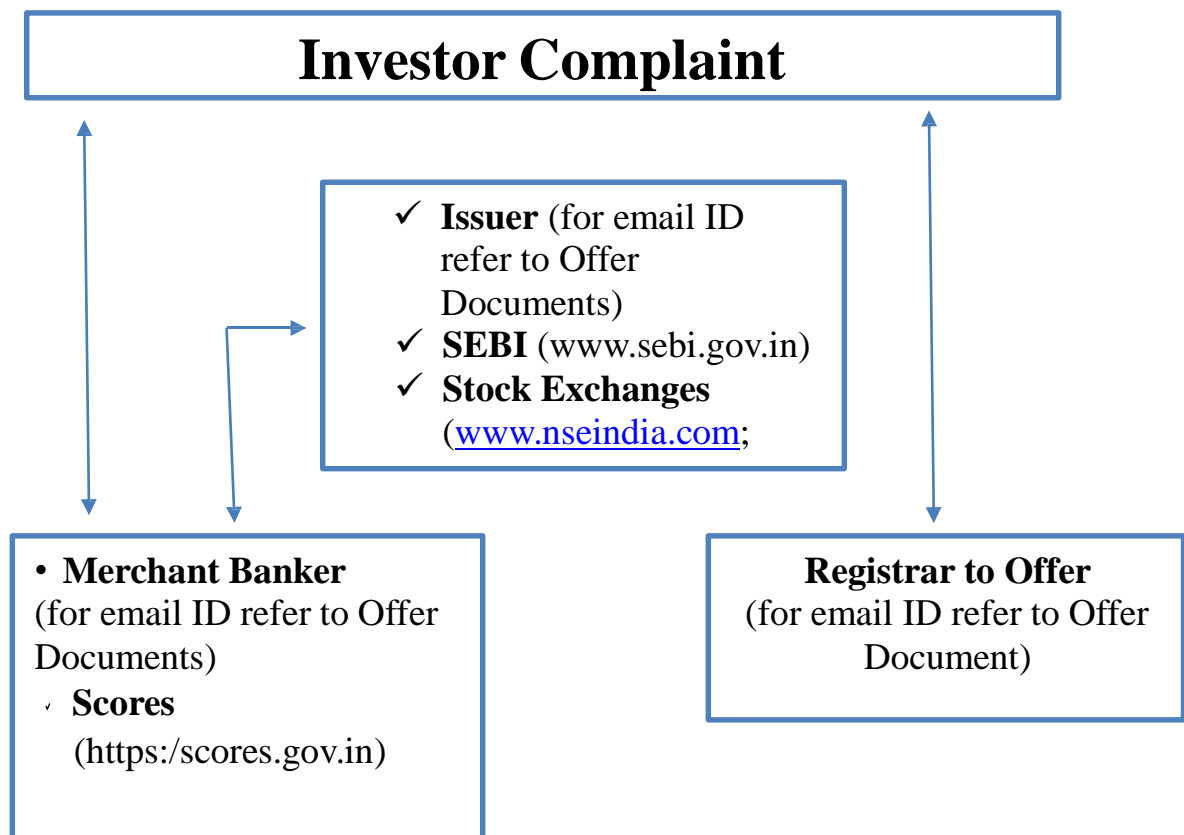 Investor Complaint
✓ Issuer (for email ID
refer to Offer
Documents)
✓ SEBI (www.sebi.gov.in)
✓ Stock Exchanges
(www.nseindia.com;
• Merchant Banker
(for email ID refer to Offer
Documents)
✓ Scores
(https:/scores.gov.in)
Registrar to Offer
(for email ID refer to Offer
Document)